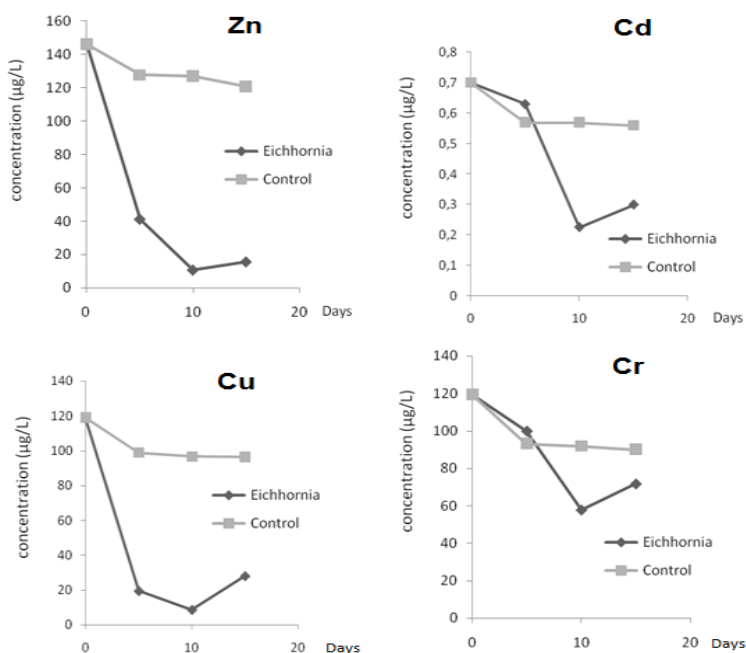 Zn
concentration (µg/L)
160
140
120
100
80
60
40
20
0
0 10 20 Days
Eichhornia
Control
Cd
concentration (µg/L)
0,8
0,7
0,6
0,5
0,4
0,3
0,2
0,1
0
0 10 20 Days
Eichhornia
Control
Cu
concentration (µg/L)
140
120
100
80
60
40
20
0
0 10 20 Days
Eichhornia
Control
Cr
concentration (µg/L)
140
120
100
80
60
40
20
0
0 10 20 Days
Eichhornia
Control